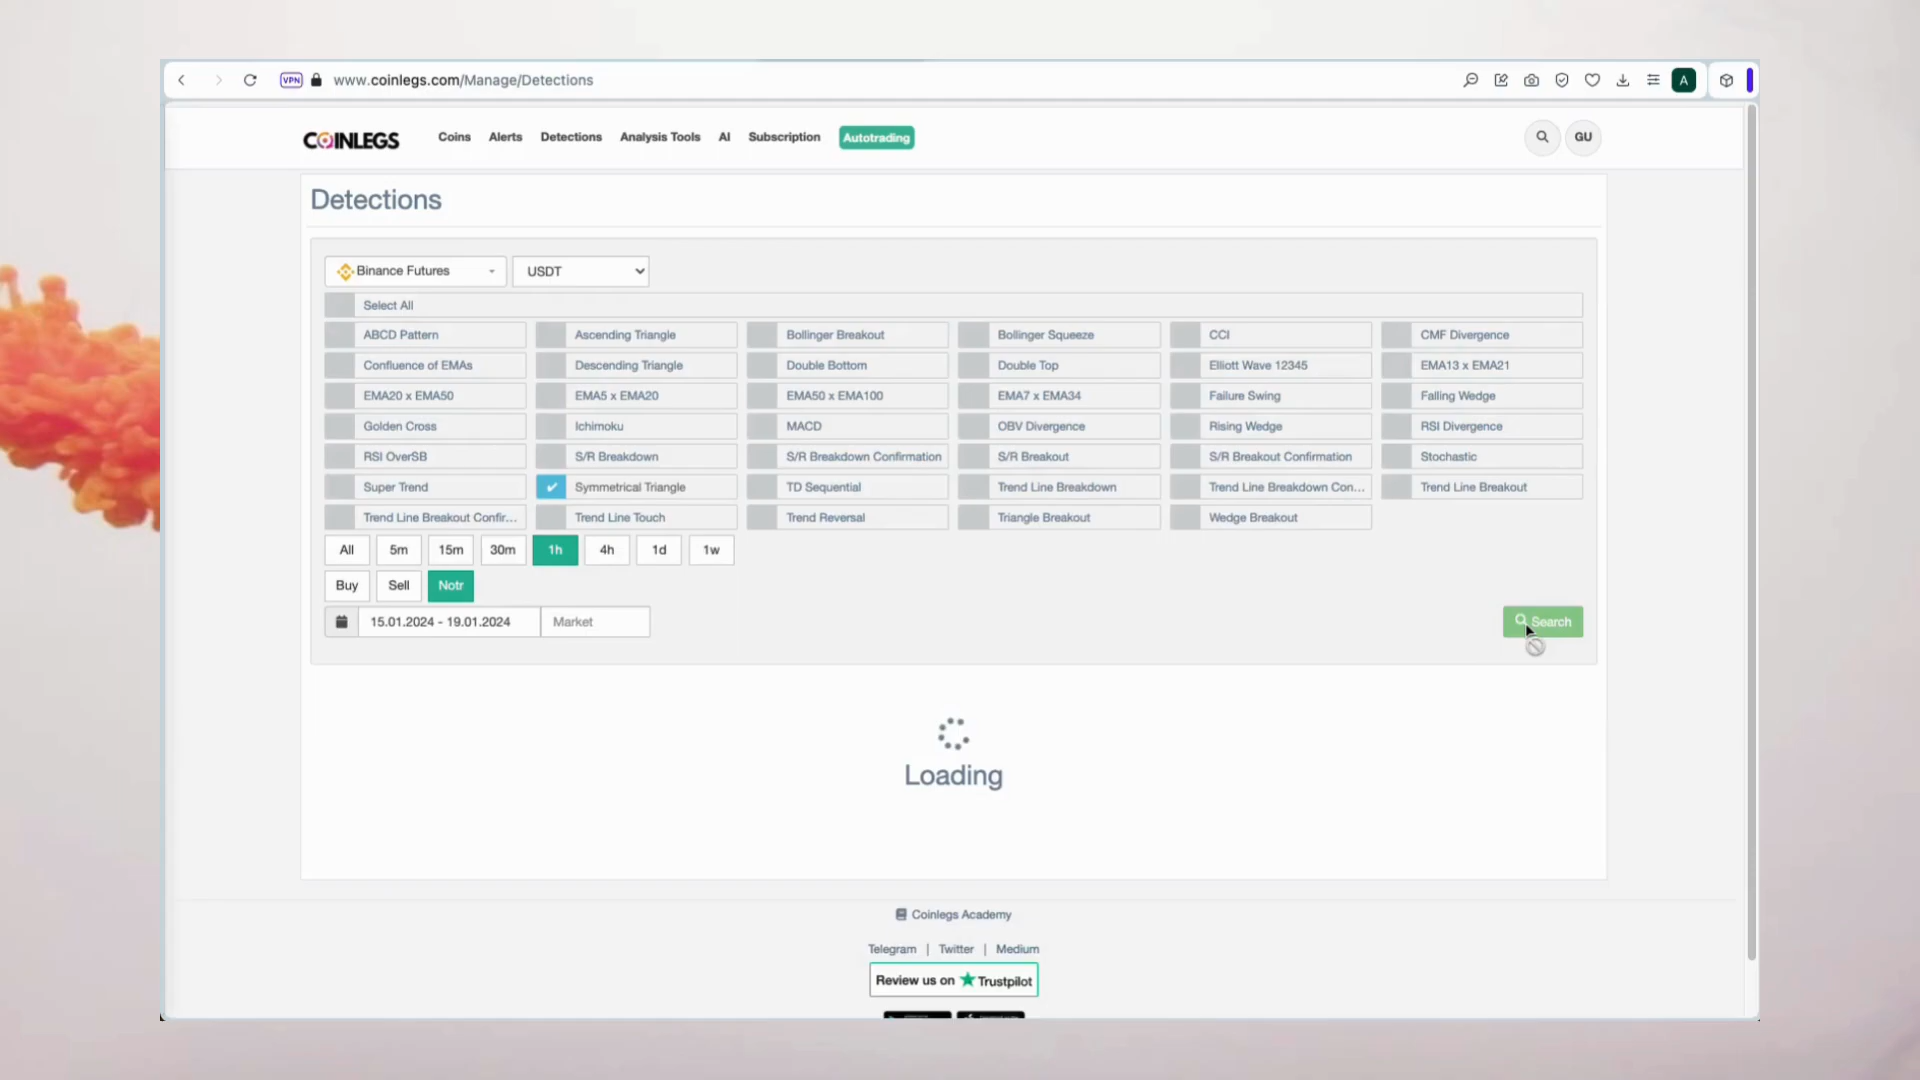 VPN www.coinlegs.com/Manage/Detections A
COINLEGS Coins Alerts Detections Analysis Tools AI Subscription Autotrading GU
Detections
Binance Futures USDT
Select All
ABCD Pattern Ascending Triangle Bollinger Breakout Bollinger Squeeze CCI CMF Divergence
Confluence of EMAs Descending Triangle Double Bottom Double Top Elliott Wave 12345 EMA13 x EMA21
EMA20 x EMA50 EMA5 x EMA20 EMA50 x EMA100 EMA7 x EMA34 Failure Swing Falling Wedge
Golden Cross Ichimoku MACD OBV Divergence Rising Wedge RSI Divergence
RSI OverSB S/R Breakdown S/R Breakdown Confirmation S/R Breakout S/R Breakout Confirmation Stochastic
Super Trend Symmetrical Triangle TD Sequential Trend Line Breakdown Trend Line Breakdown Con... Trend Line Breakout
Trend Line Breakout Confir... Trend Line Touch Trend Reversal Triangle Breakout Wedge Breakout
All 5m 15m 30m 1h 4h 1d 1w
Buy Sell Notr
15.01.2024 - 19.01.2024 Market Search
Loading
Coinlegs Academy
Telegram | Twitter | Medium
Review us on Trustpilot